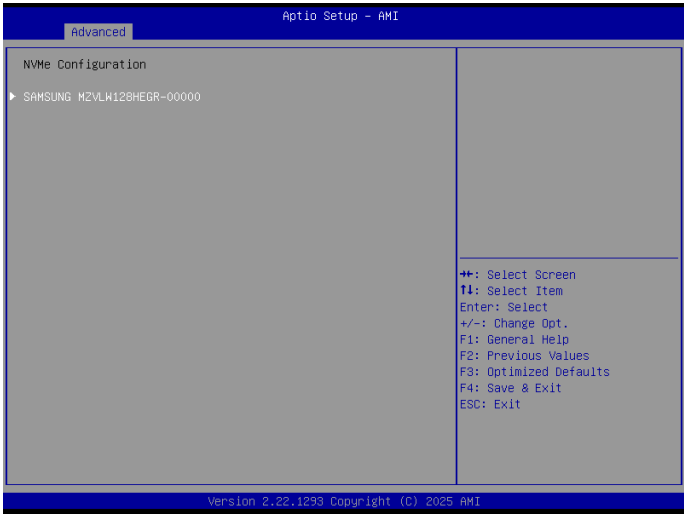 Aptio Setup - AMI
Advanced
NVMe Configuration
SAMSUNG MZVLW128HEGR-00000
→←: Select Screen
↑↓: Select Item
Enter: Select
+/-: Change Opt.
F1: General Help
F2: Previous Values
F3: Optimized Defaults
F4: Save & Exit
ESC: Exit
Version 2.22.1293 Copyright (C) 2025 AMI